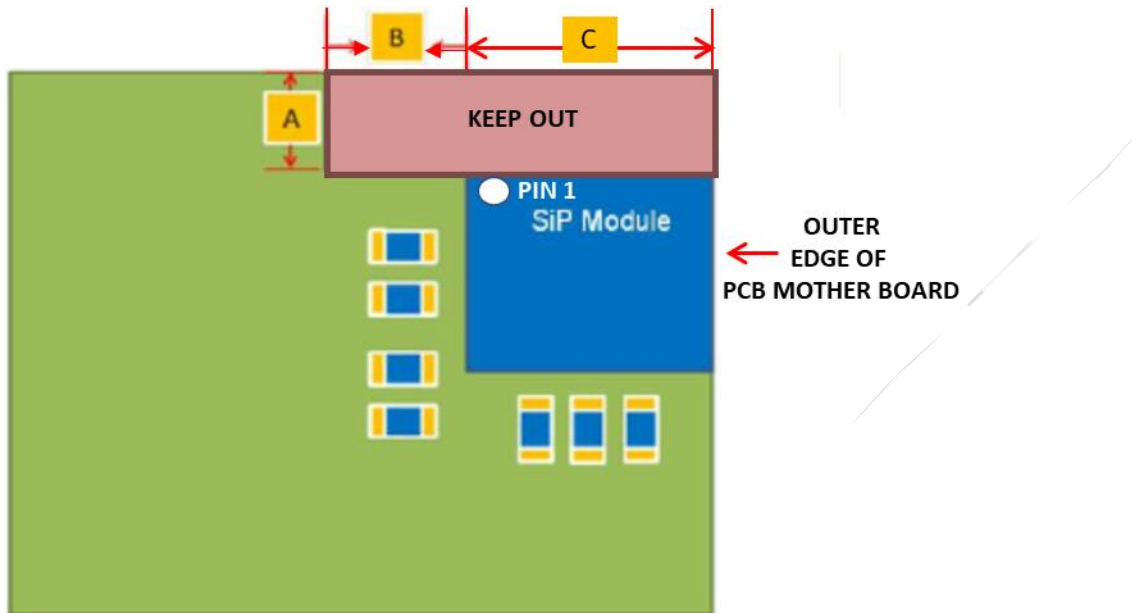 B
C
A
KEEP OUT
PIN 1
SiP Module
OUTER
EDGE OF
PCB MOTHER BOARD